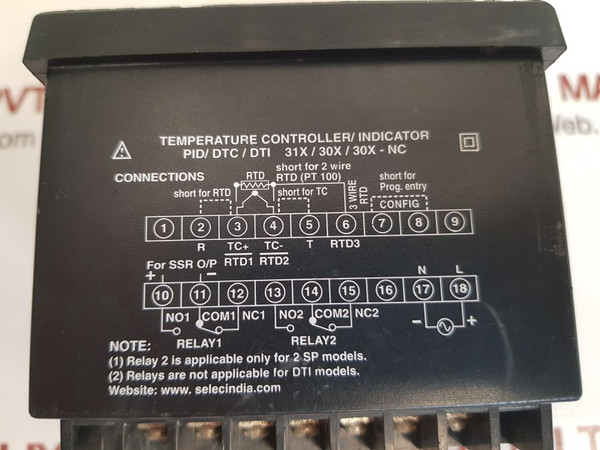 TEMPERATURE CONTROLLER/ INDICATOR
PID/ DTC / DTI 31X / 30X / 30X - NC
CONNECTIONS
short for RTD
RTD
short for 2 wire
RTD (PT 100)
short for TC
3 WIRE
RTD
short for
Prog. entry
CONFIG
1 2 3 4 5 6 7 8 9
R TC+ TC- T RTD3
RTD1 RTD2
For SSR O/P
+ − N L
10 11 12 13 14 15 16 17 18
NO1 COM1 NC1 NO2 COM2 NC2 − +
RELAY1 RELAY2
NOTE:
(1) Relay 2 is applicable only for 2 SP models.
(2) Relays are not applicable for DTI models.
Website: www. selecindia.com